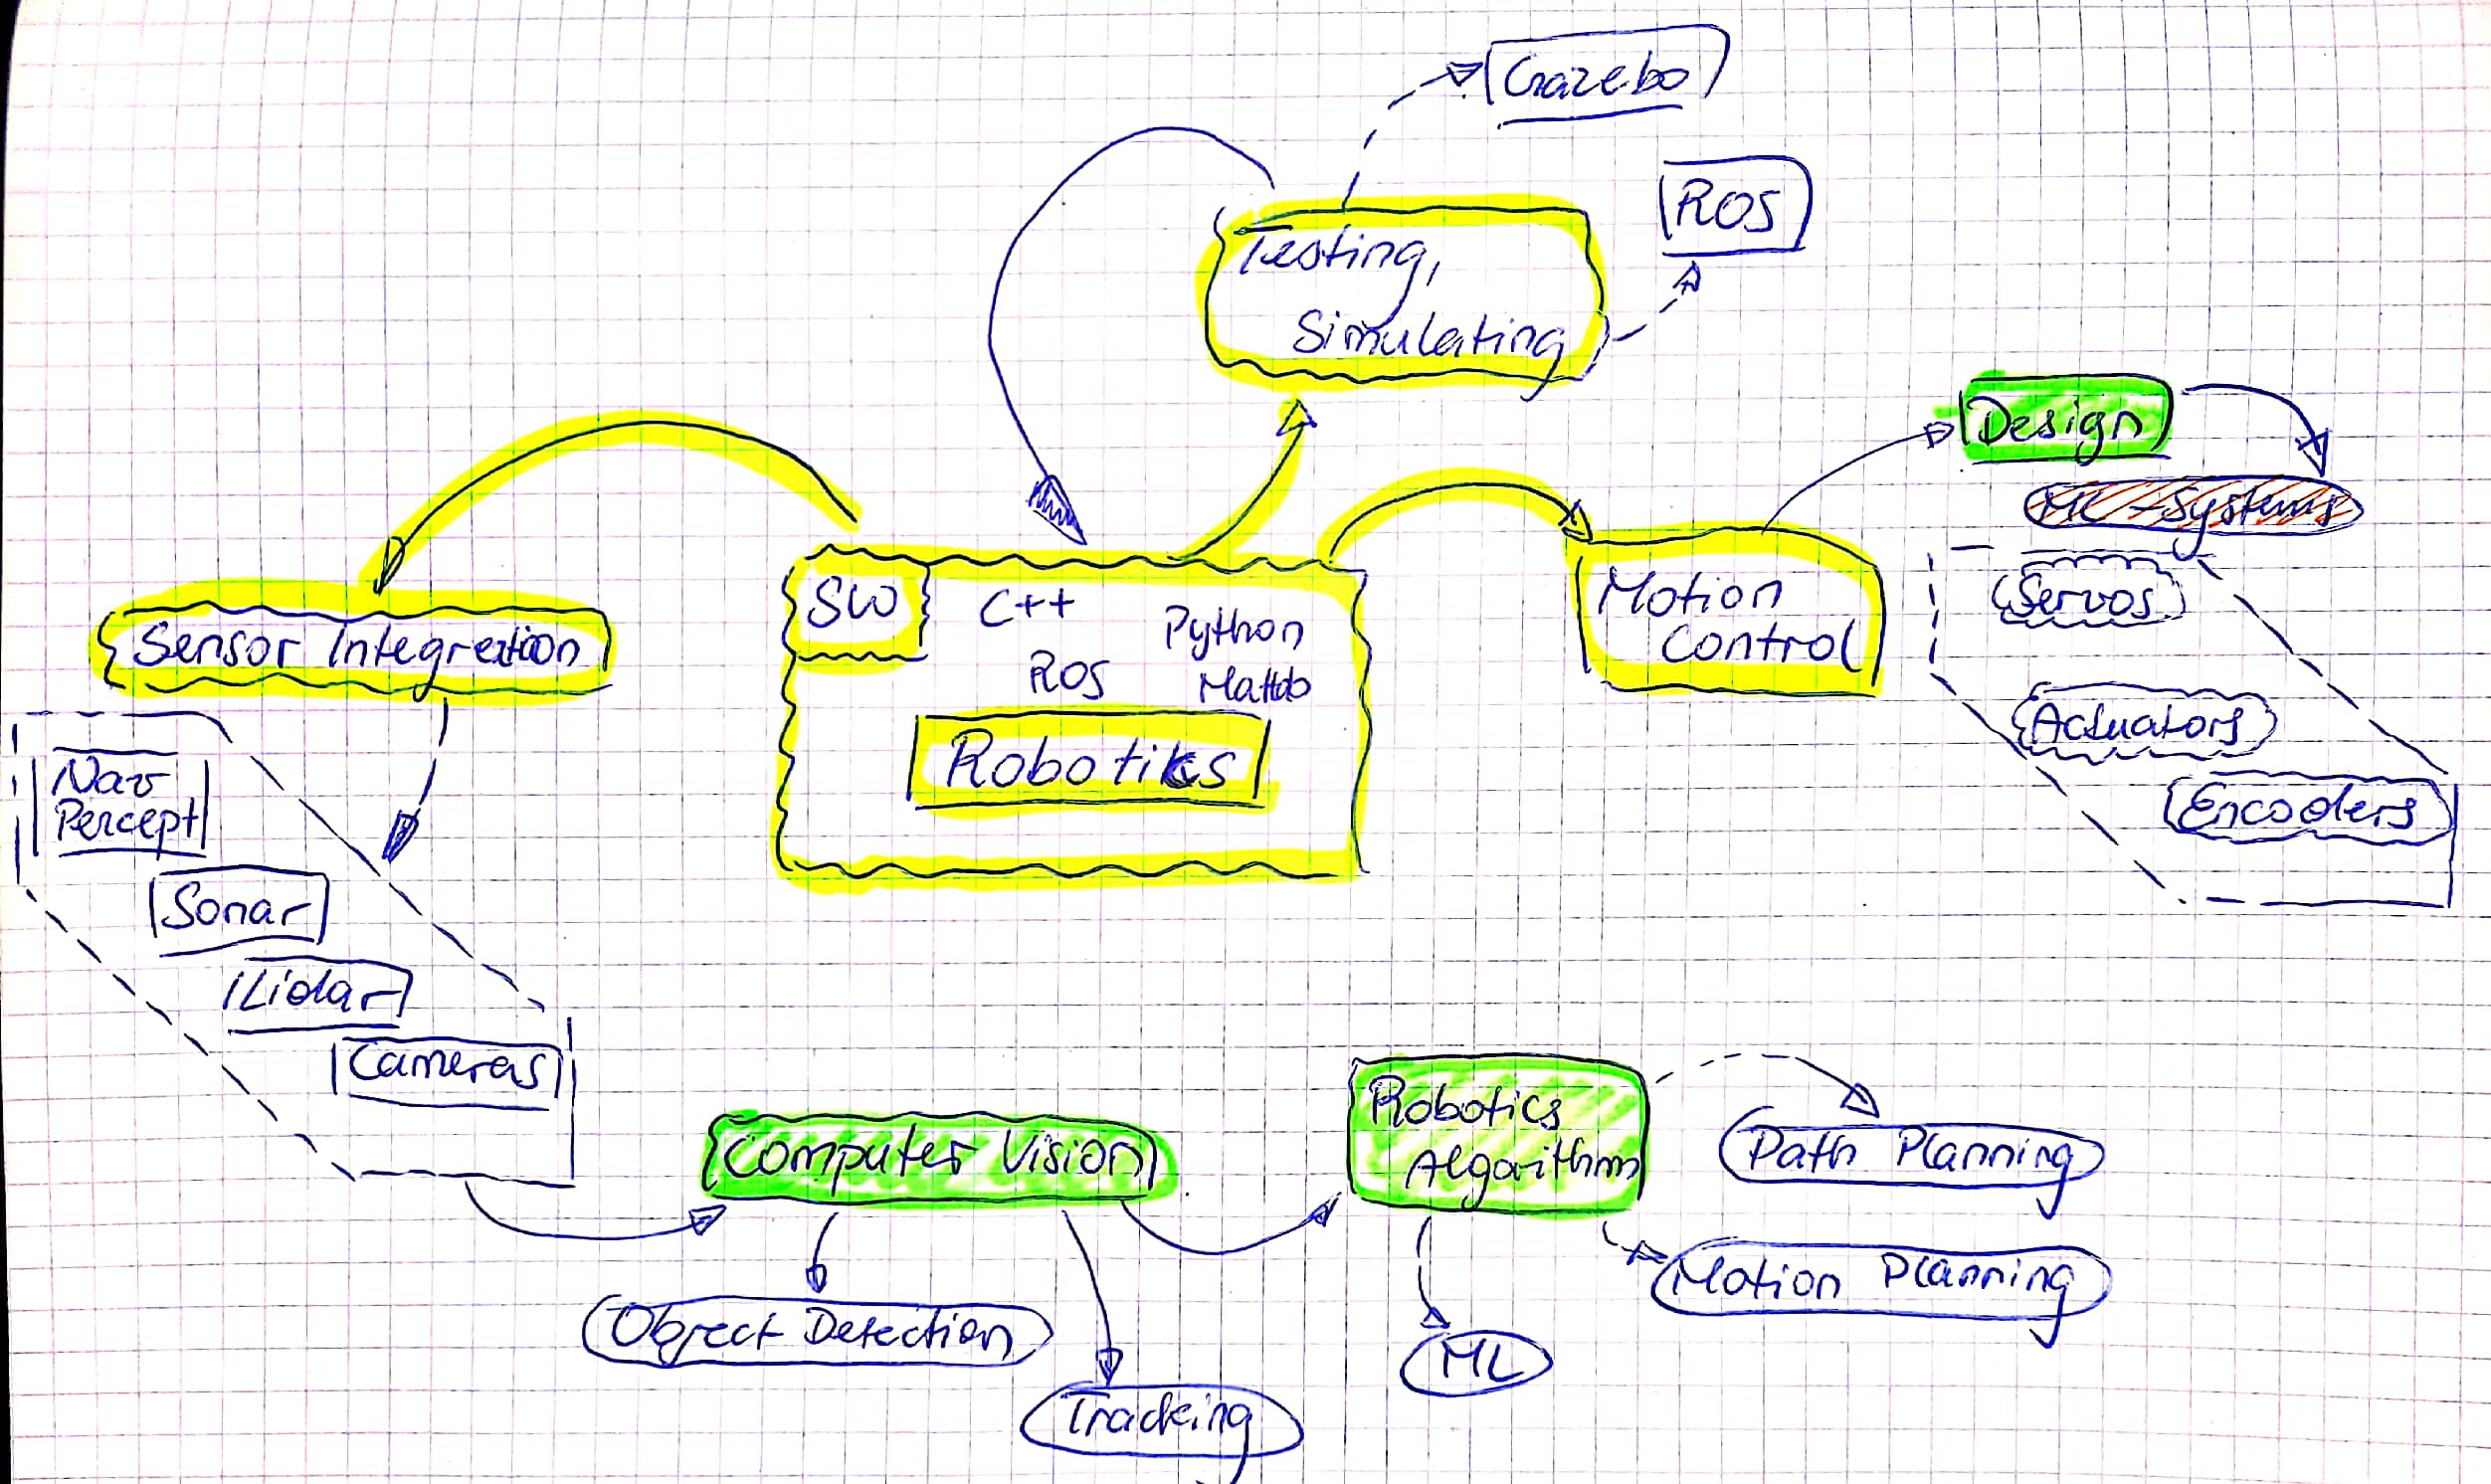 Gazebo
ROS
Testing,
Simulating
Design
MC-Systems
Servos
Actuators
Encoders
Motion
Control
SW
C++
Python
ROS
Matlab
Robotiks
Sensor Integration
Nav
Percept
Sonar
Lidar
Cameras
Computer Vision
Object Detection
Tracking
Robotics
Algorithm
Path Planning
Motion Planning
ML